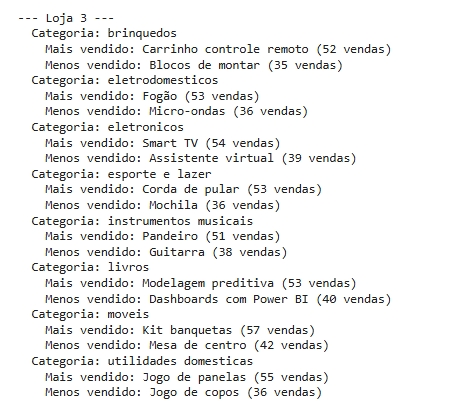 --- Loja 3 ---
Categoria: brinquedos
Mais vendido: Carrinho controle remoto (52 vendas)
Menos vendido: Blocos de montar (35 vendas)
Categoria: eletrodomesticos
Mais vendido: Fogão (53 vendas)
Menos vendido: Micro-ondas (36 vendas)
Categoria: eletronicos
Mais vendido: Smart TV (54 vendas)
Menos vendido: Assistente virtual (39 vendas)
Categoria: esporte e lazer
Mais vendido: Corda de pular (53 vendas)
Menos vendido: Mochila (36 vendas)
Categoria: instrumentos musicais
Mais vendido: Pandeiro (51 vendas)
Menos vendido: Guitarra (38 vendas)
Categoria: livros
Mais vendido: Modelagem preditiva (53 vendas)
Menos vendido: Dashboards com Power BI (40 vendas)
Categoria: moveis
Mais vendido: Kit banquetas (57 vendas)
Menos vendido: Mesa de centro (42 vendas)
Categoria: utilidades domesticas
Mais vendido: Jogo de panelas (55 vendas)
Menos vendido: Jogo de copos (36 vendas)